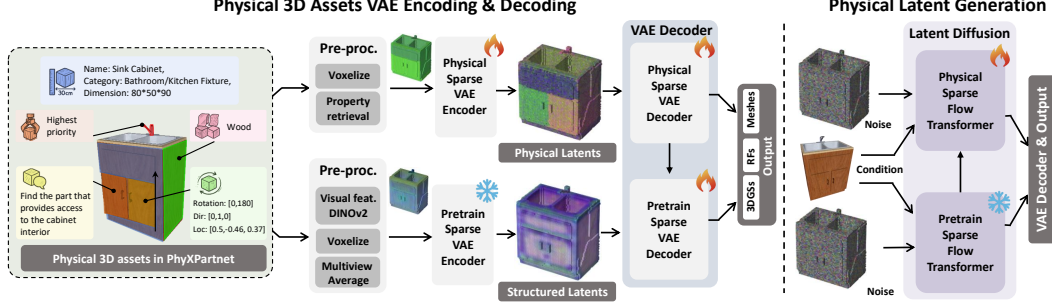 Physical 3D Assets VAE Encoding & Decoding
30cm
Name: Sink Cabinet,
Category: Bathroom/Kitchen Fixture,
Dimension: 80*50*90
Highest
priority
Wood
Find the part that
provides access
to the cabinet
interior
Rotation: [0,180]
Dir: [0,1,0]
Loc: [0.5,-0.46, 0.37]
Physical 3D assets in PhyXPartnet
Pre-proc.
Voxelize
Property
retrieval
Physical
Sparse
VAE
Encoder
Physical Latents
Pre-proc.
Visual feat.
DINOv2
Voxelize
Multiview
Average
Pretrain
Sparse
VAE
Encoder
Structured Latents
VAE Decoder
Physical
Sparse
VAE
Decoder
Pretrain
Sparse
VAE
Decoder
Meshes
RFs
3DGSs
Output
Physical Latent Generation
Noise
Condition
Noise
Latent Diffusion
Physical
Sparse
Flow
Transformer
Pretrain
Sparse
Flow
Transformer
VAE Decoder & Output